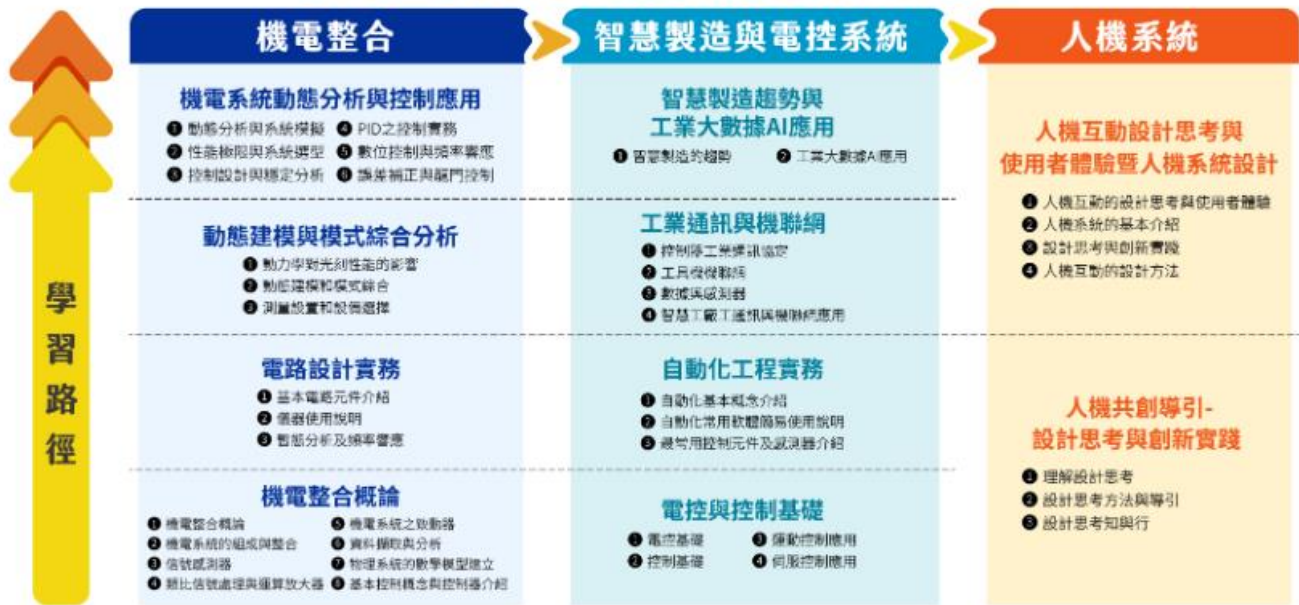 學習路徑
機電整合
機電系統動態分析與控制應用
❶ 動態分析與系統模擬 ❹ PID之控制實務
❷ 性能極限與系統選型 ❺ 數位控制與頻率響應
❸ 控制設計與穩定分析 ❻ 誤差補正與龍門控制
動態建模與模式綜合分析
❶ 動力學對光刻性能的影響
❷ 動態建模和模式綜合
❸ 測量設置和設備選擇
電路設計實務
❶ 基本電路元件介紹
❷ 儀器使用說明
❸ 暫態分析及頻率響應
機電整合概論
❶ 機電整合概論 ❺ 機電系統之致動器
❷ 機電系統的組成與整合 ❻ 資料擷取與分析
❸ 信號感測器 ❼ 物理系統的數學模型建立
❹ 類比信號處理與運算放大器 ❽ 基本控制概念與控制器介紹
智慧製造與電控系統
智慧製造趨勢與
工業大數據AI應用
❶ 智慧製造的趨勢 ❷ 工業大數據AI應用
工業通訊與機聯網
❶ 控制器工業通訊協定
❷ 工具機機聯網
❸ 數據與感測器
❹ 智慧工廠工通訊與機聯網應用
自動化工程實務
❶ 自動化基本概念介紹
❷ 自動化常用軟體簡易使用說明
❸ 最常用控制元件及感測器介紹
電控與控制基礎
❶ 電控基礎 ❸ 運動控制應用
❷ 控制基礎 ❹ 伺服控制應用
人機系統
人機互動設計思考與
使用者體驗暨人機系統設計
❶ 人機互動的設計思考與使用者體驗
❷ 人機系統的基本介紹
❸ 設計思考與創新實踐
❹ 人機互動的設計方法
人機共創導引-
設計思考與創新實踐
❶ 理解設計思考
❷ 設計思考方法與導引
❸ 設計思考知與行